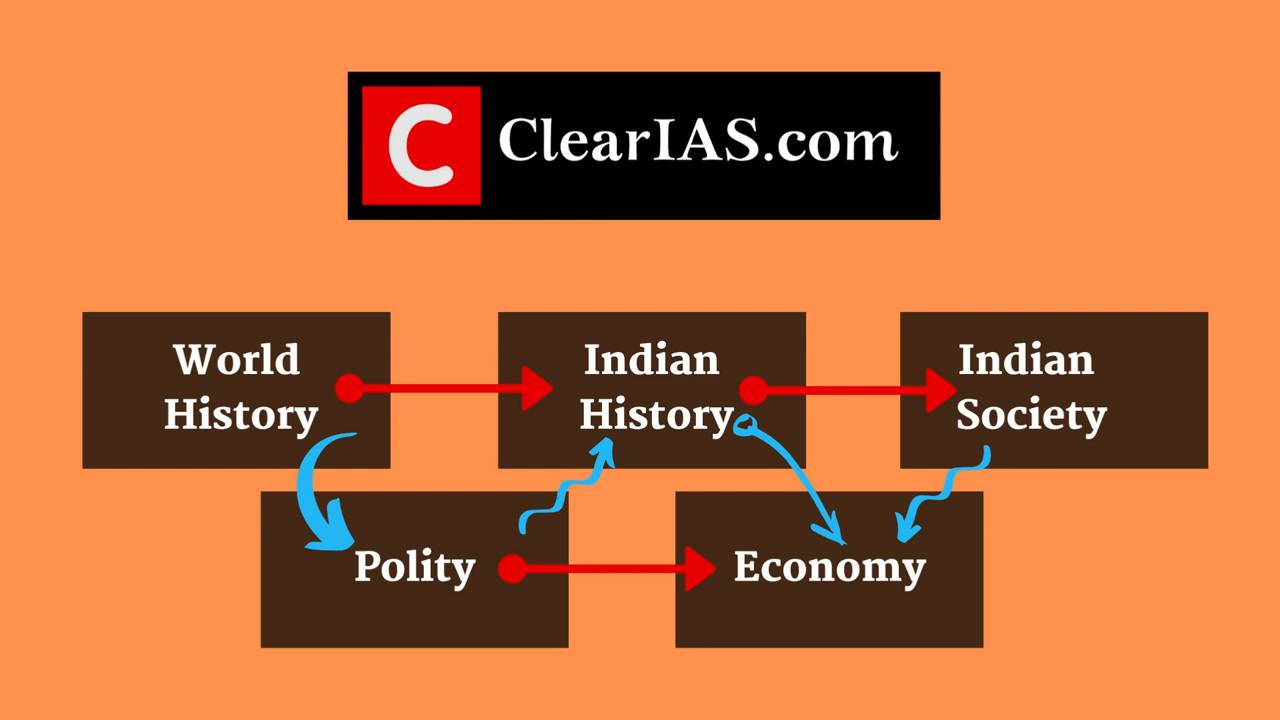 C ClearIAS.com
World
History
Indian
History
Indian
Society
Polity
Economy